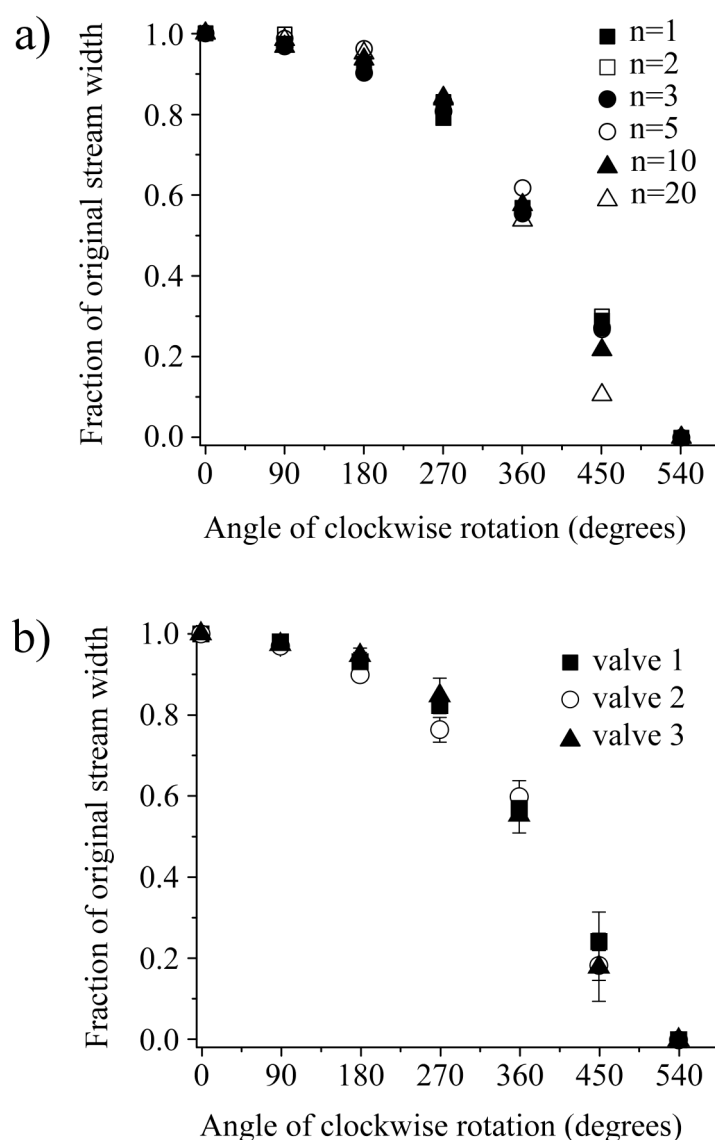 a)
Fraction of original stream width
1.0
0.8
0.6
0.4
0.2
0.0
0 90 180 270 360 450 540
Angle of clockwise rotation (degrees)
n=1
n=2
n=3
n=5
n=10
n=20
b)
Fraction of original stream width
1.0
0.8
0.6
0.4
0.2
0.0
0 90 180 270 360 450 540
Angle of clockwise rotation (degrees)
valve 1
valve 2
valve 3